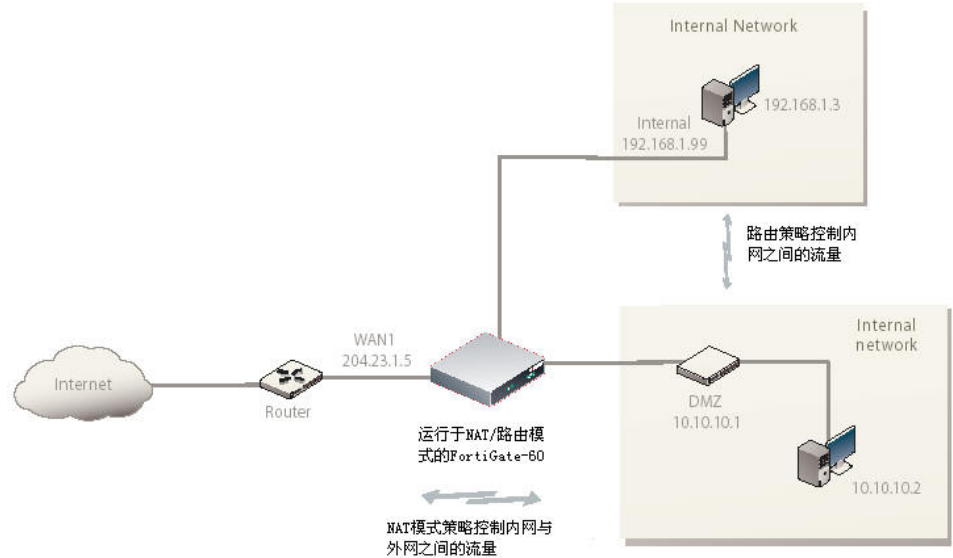 Internal Network
192.168.1.3
Internal
192.168.1.99
路由策略控制内
网之间的流量
Internal
network
WAN1
204.23.1.5
Internet
Router
DMZ
10.10.10.1
运行于NAT/路由模
式的FortiGate-60
10.10.10.2
NAT模式策略控制内网与
外网之间的流量